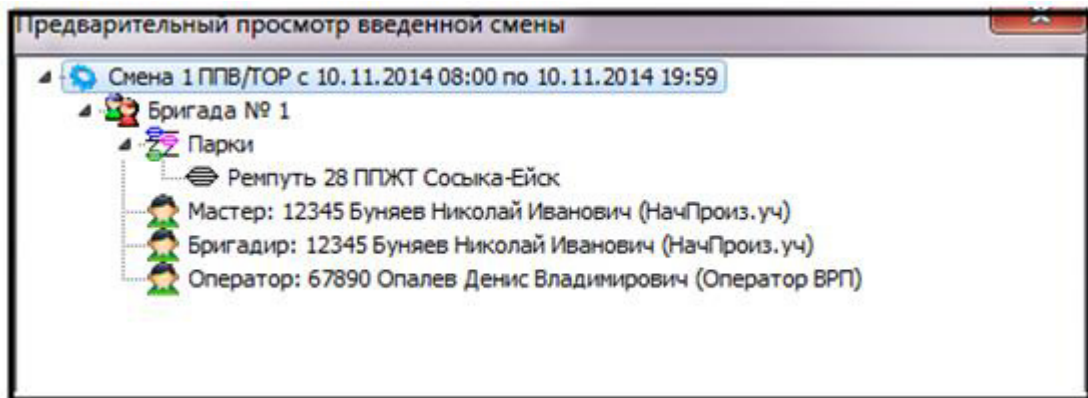 Предварительный просмотр введенной смены
Смена 1 ППВ/ТОР с 10.11.2014 08:00 по 10.11.2014 19:59
Бригада № 1
Парки
Ремпуть 28 ППЖТ Сосыка-Ейск
Мастер: 12345 Буняев Николай Иванович (НачПроиз.уч)
Бригадир: 12345 Буняев Николай Иванович (НачПроиз.уч)
Оператор: 67890 Опалев Денис Владимирович (Оператор ВРП)